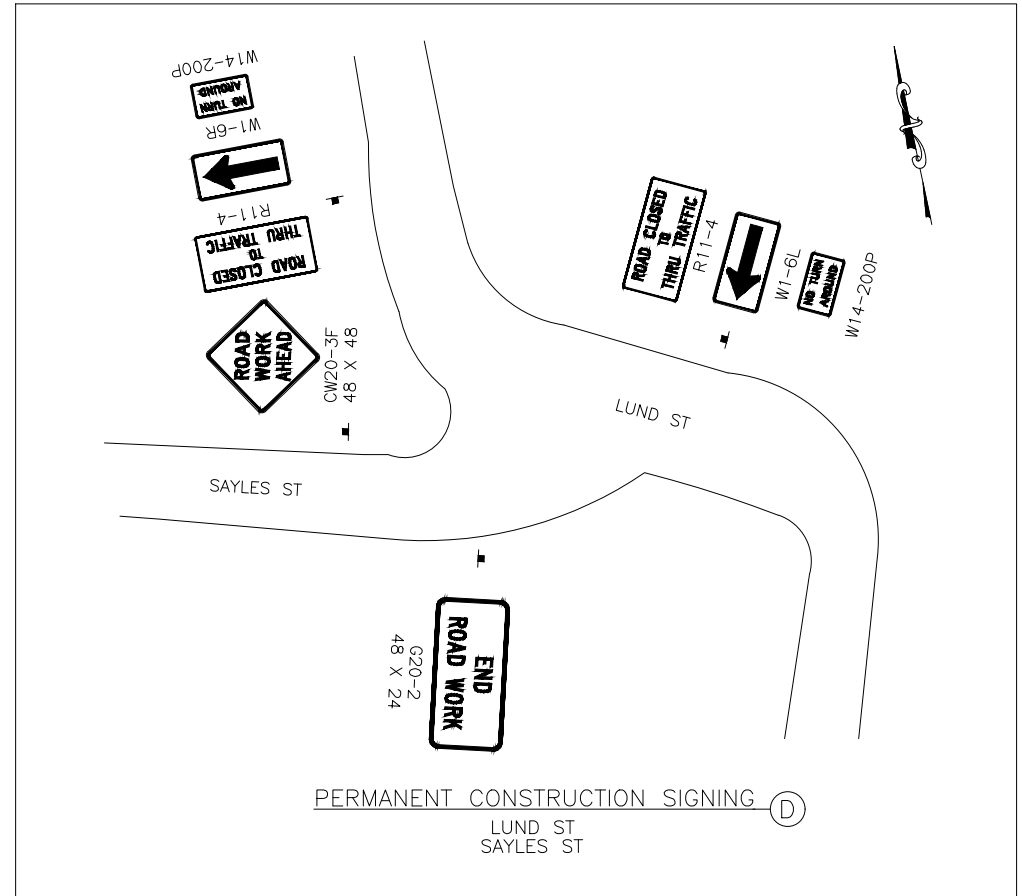 W14-200P
NO TURN
AROUND
W1-6R
R11-4
ROAD CLOSED
TO
THRU TRAFFIC
ROAD
WORK
AHEAD
CW20-3F
48 X 48
ROAD CLOSED
TO
THRU TRAFFIC
R11-4
W1-6L
NO TURN
AROUND
W14-200P
LUND ST
SAYLES ST
END
ROAD WORK
G20-2
48 X 24
PERMANENT CONSTRUCTION SIGNING
D
LUND ST
SAYLES ST